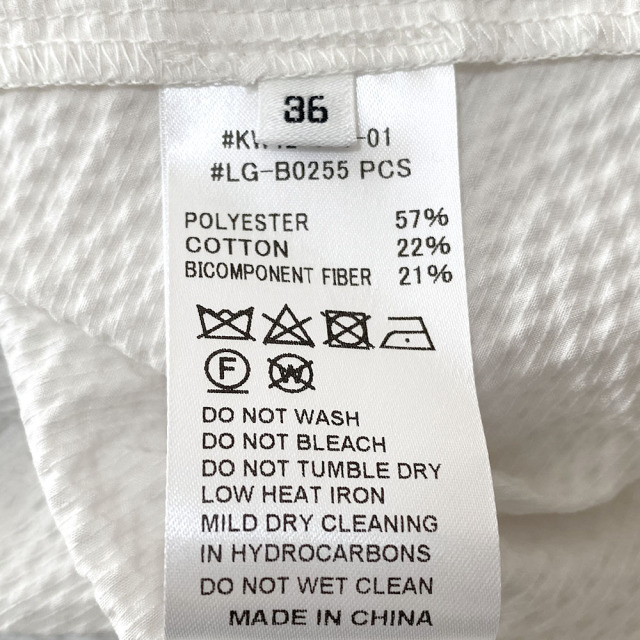 36
-01
#LG-B0255 PCS
POLYESTER 57%
COTTON 22%
BICOMPONENT FIBER 21%
F W
DO NOT WASH
DO NOT BLEACH
DO NOT TUMBLE DRY
LOW HEAT IRON
MILD DRY CLEANING
IN HYDROCARBONS
DO NOT WET CLEAN
MADE IN CHINA